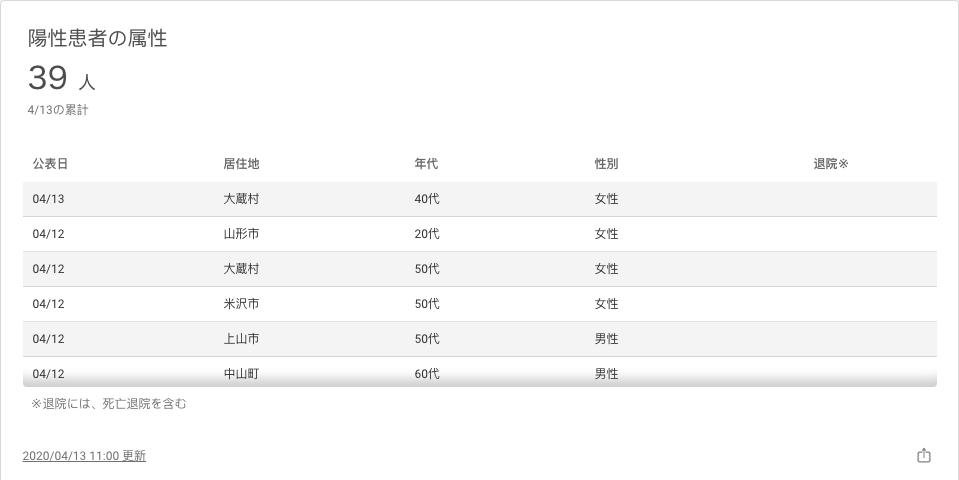 陽性患者の属性
39 人
4/13の累計
公表日 居住地 年代 性別 退院※
04/13 大蔵村 40代 女性
04/12 山形市 20代 女性
04/12 大蔵村 50代 女性
04/12 米沢市 50代 女性
04/12 上山市 50代 男性
04/12 中山町 60代 男性
※退院には、死亡退院を含む
2020/04/13 11:00 更新